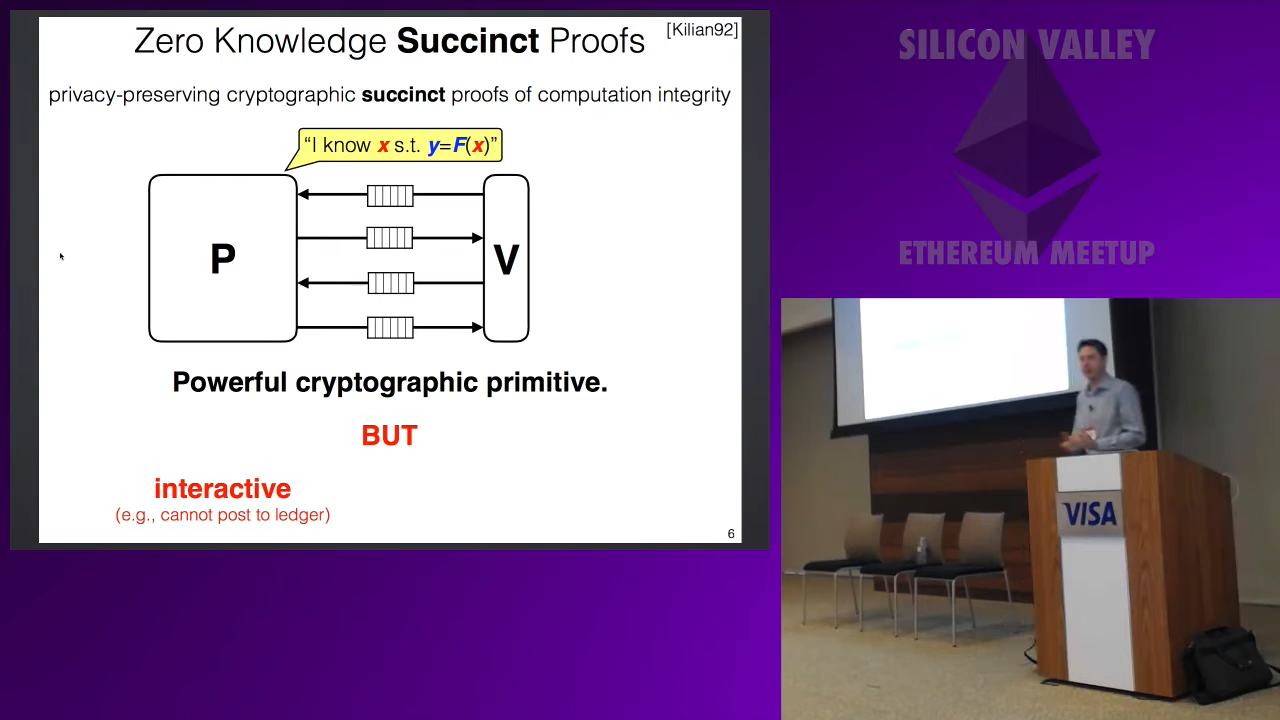 Zero Knowledge Succinct Proofs
[Kilian92]
privacy-preserving cryptographic succinct proofs of computation integrity
“I know x s.t. y=F(x)”
P
V
Powerful cryptographic primitive.
BUT
interactive
(e.g., cannot post to ledger)
6
SILICON VALLEY
ETHEREUM MEETUP
VISA